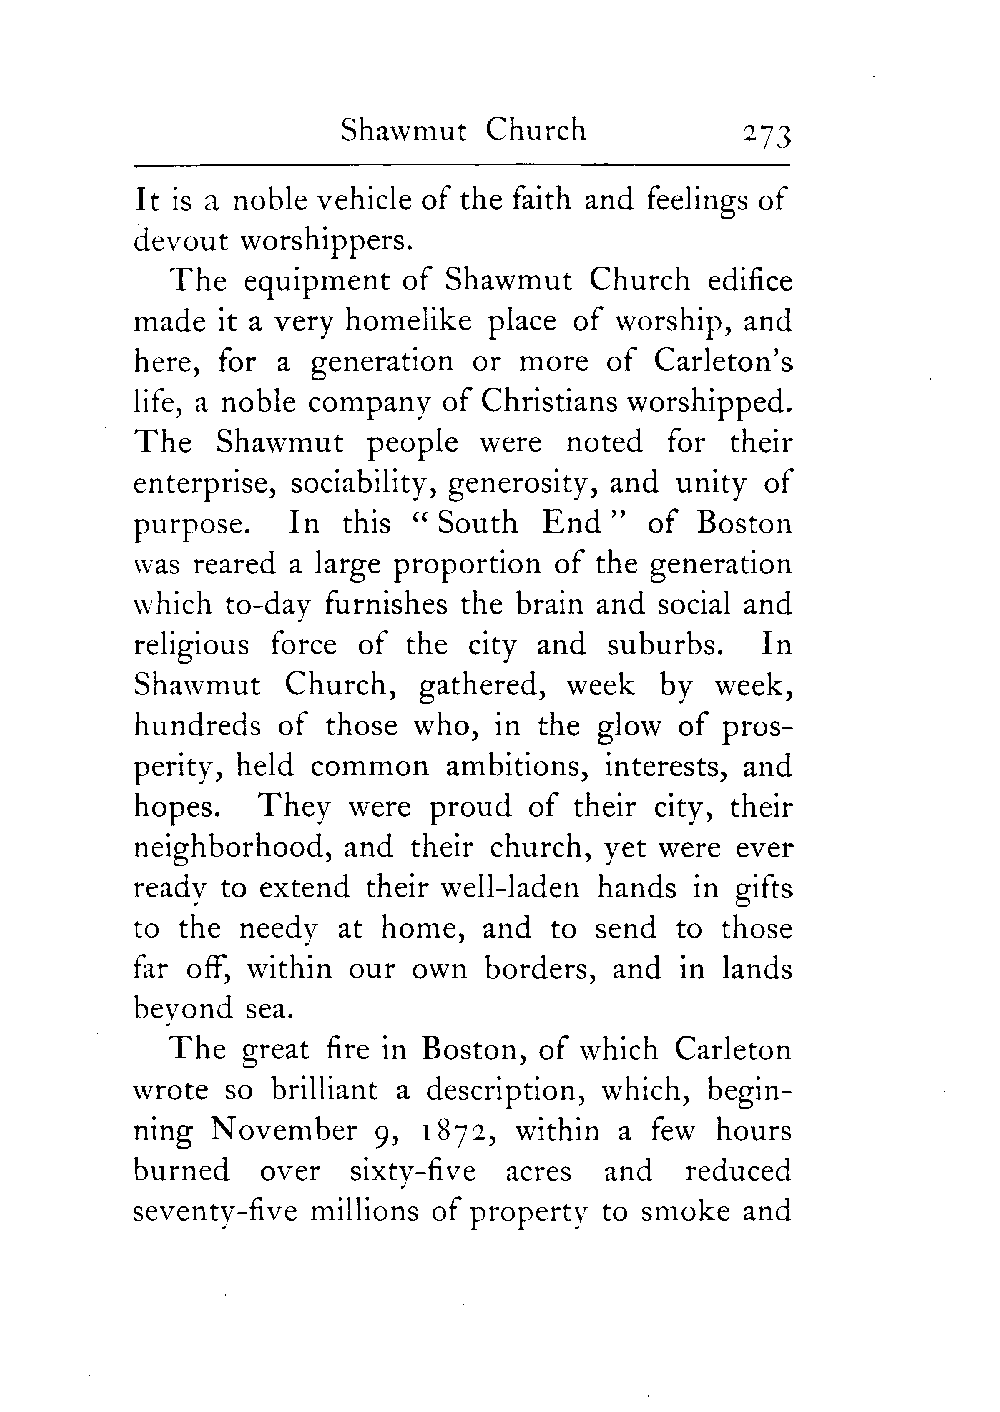 Shawmut Church 273
It is a noble vehicle of the faith and feelings of
devout worshippers.
The equipment of Shawmut Church edifice
made it a very homelike place of worship, and
here, for a generation or more of Carleton's
life, a noble company of Christians worshipped.
The Shawmut people were noted for their
enterprise, sociability, generosity, and unity of
purpose. In this “ South End ” of Boston
was reared a large proportion of the generation
which to-day furnishes the brain and social and
religious force of the city and suburbs. In
Shawmut Church, gathered, week by week,
hundreds of those who, in the glow of pros-
perity, held common ambitions, interests, and
hopes. They were proud of their city, their
neighborhood, and their church, yet were ever
ready to extend their well-laden hands in gifts
to the needy at home, and to send to those
far off, within our own borders, and in lands
beyond sea.
The great fire in Boston, of which Carleton
wrote so brilliant a description, which, begin-
ning November 9, 1872, within a few hours
burned over sixty-five acres and reduced
seventy-five millions of property to smoke and